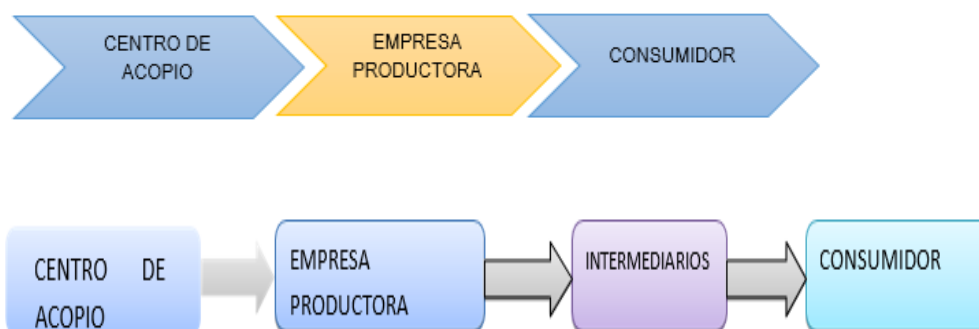 CENTRO DE
ACOPIO
EMPRESA
PRODUCTORA
CONSUMIDOR
CENTRO DE
ACOPIO
EMPRESA
PRODUCTORA
INTERMEDIARIOS
CONSUMIDOR